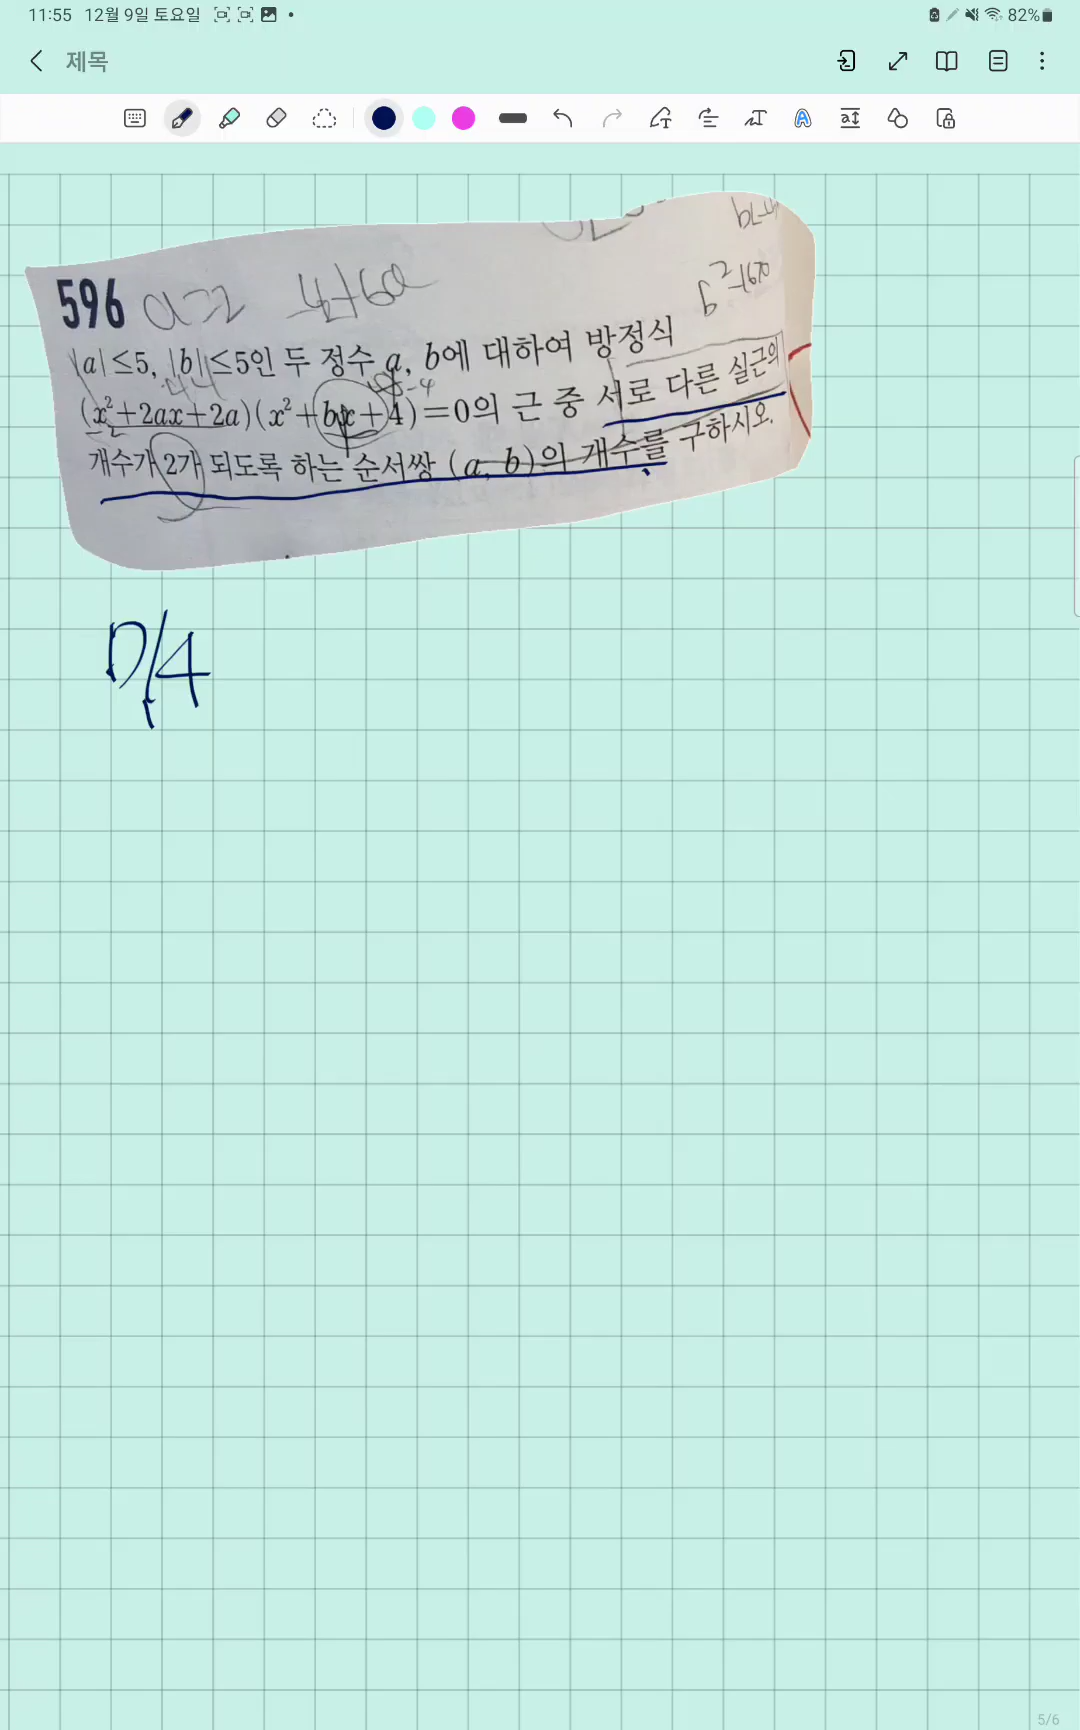 11:55 12월 9일 토요일
82%
제목
596 a=2
|a|≤5, |b|≤5인 두 정수 a, b에 대하여 방정식
(x²+2ax+2a)(x²+bx+4)=0의 근 중 서로 다른 실근의
개수가 2가 되도록 하는 순서쌍 (a, b)의 개수를 구하시오.
D/4
5/6